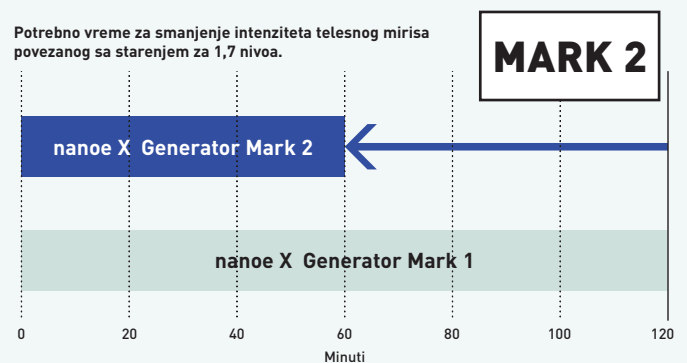 Potrebno vreme za smanjenje intenziteta telesnog mirisa
povezanog sa starenjem za 1,7 nivoa.
MARK 2
nanoe X Generator Mark 2
nanoe X Generator Mark 1
0 20 40 60 80 100 120
Minuti